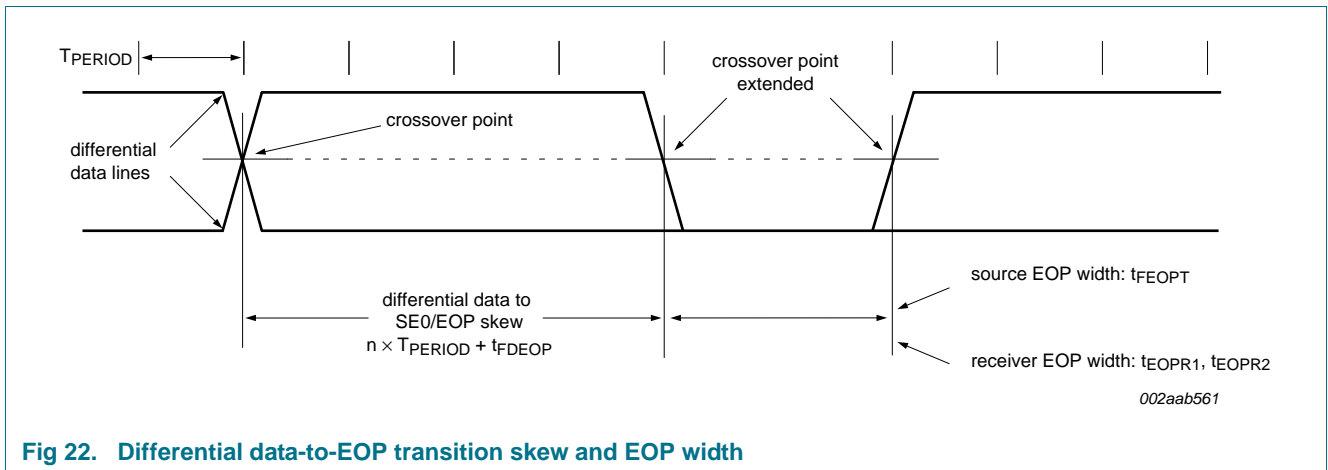 TPERIOD
crossover point
extended
crossover point
differential
data lines
differential data to
SE0/EOP skew
n × TPERIOD + tFDEOP
source EOP width: tFEOPT
receiver EOP width: tEOPR1, tEOPR2
002aab561
Fig 22. Differential data-to-EOP transition skew and EOP width